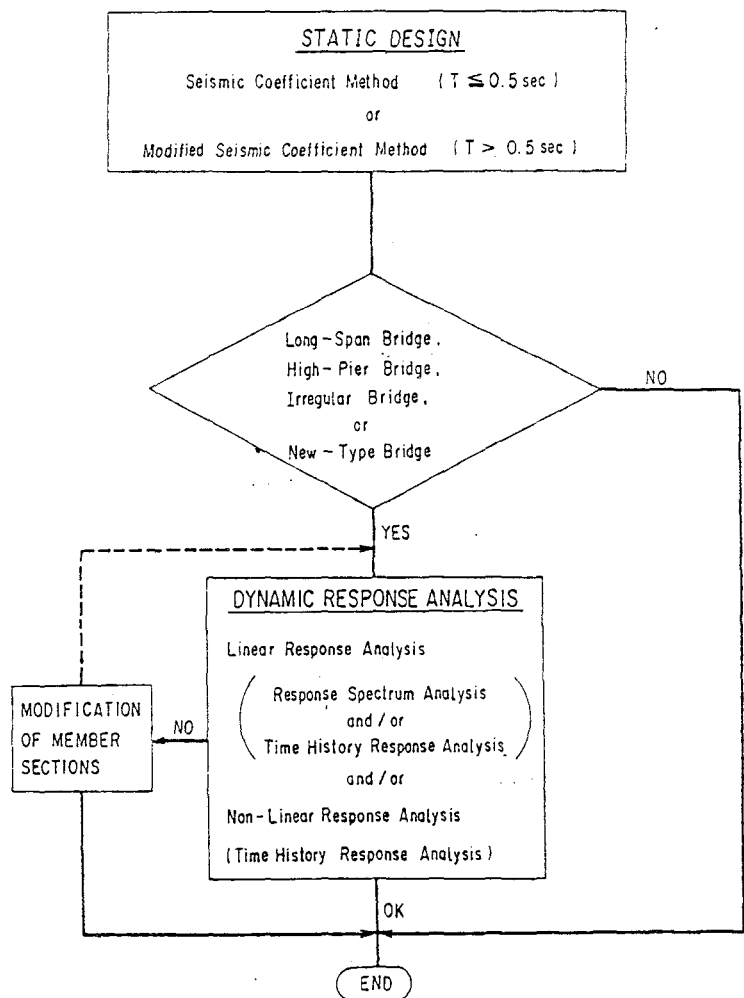 STATIC DESIGN
Seismic Coefficient Method (T ≦ 0.5 sec)
or
Modified Seismic Coefficient Method (T > 0.5 sec)
Long-Span Bridge,
High-Pier Bridge,
Irregular Bridge,
or
New-Type Bridge
NO
YES
DYNAMIC RESPONSE ANALYSIS
Linear Response Analysis
(Response Spectrum Analysis
and/or
Time History Response Analysis)
and/or
Non-Linear Response Analysis
(Time History Response Analysis)
NO
MODIFICATION
OF MEMBER
SECTIONS
OK
END